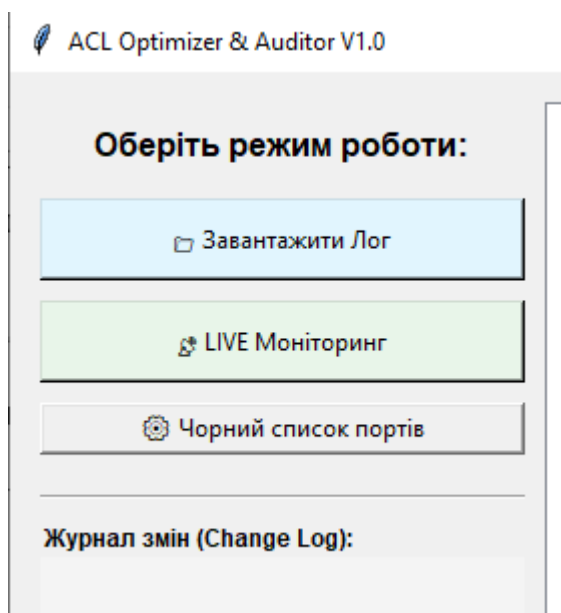 ACL Optimizer & Auditor V1.0
Оберіть режим роботи:
Завантажити Лог
LIVE Моніторинг
Чорний список портів
Журнал змін (Change Log):